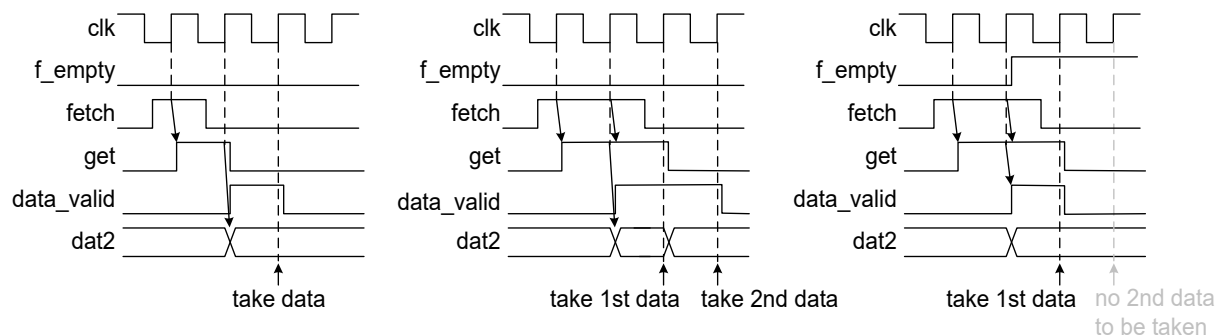 clk
f_empty
fetch
get
data_valid
dat2
take data
clk
f_empty
fetch
get
data_valid
dat2
take 1st data
take 2nd data
clk
f_empty
fetch
get
data_valid
dat2
take 1st data
no 2nd data
to be taken